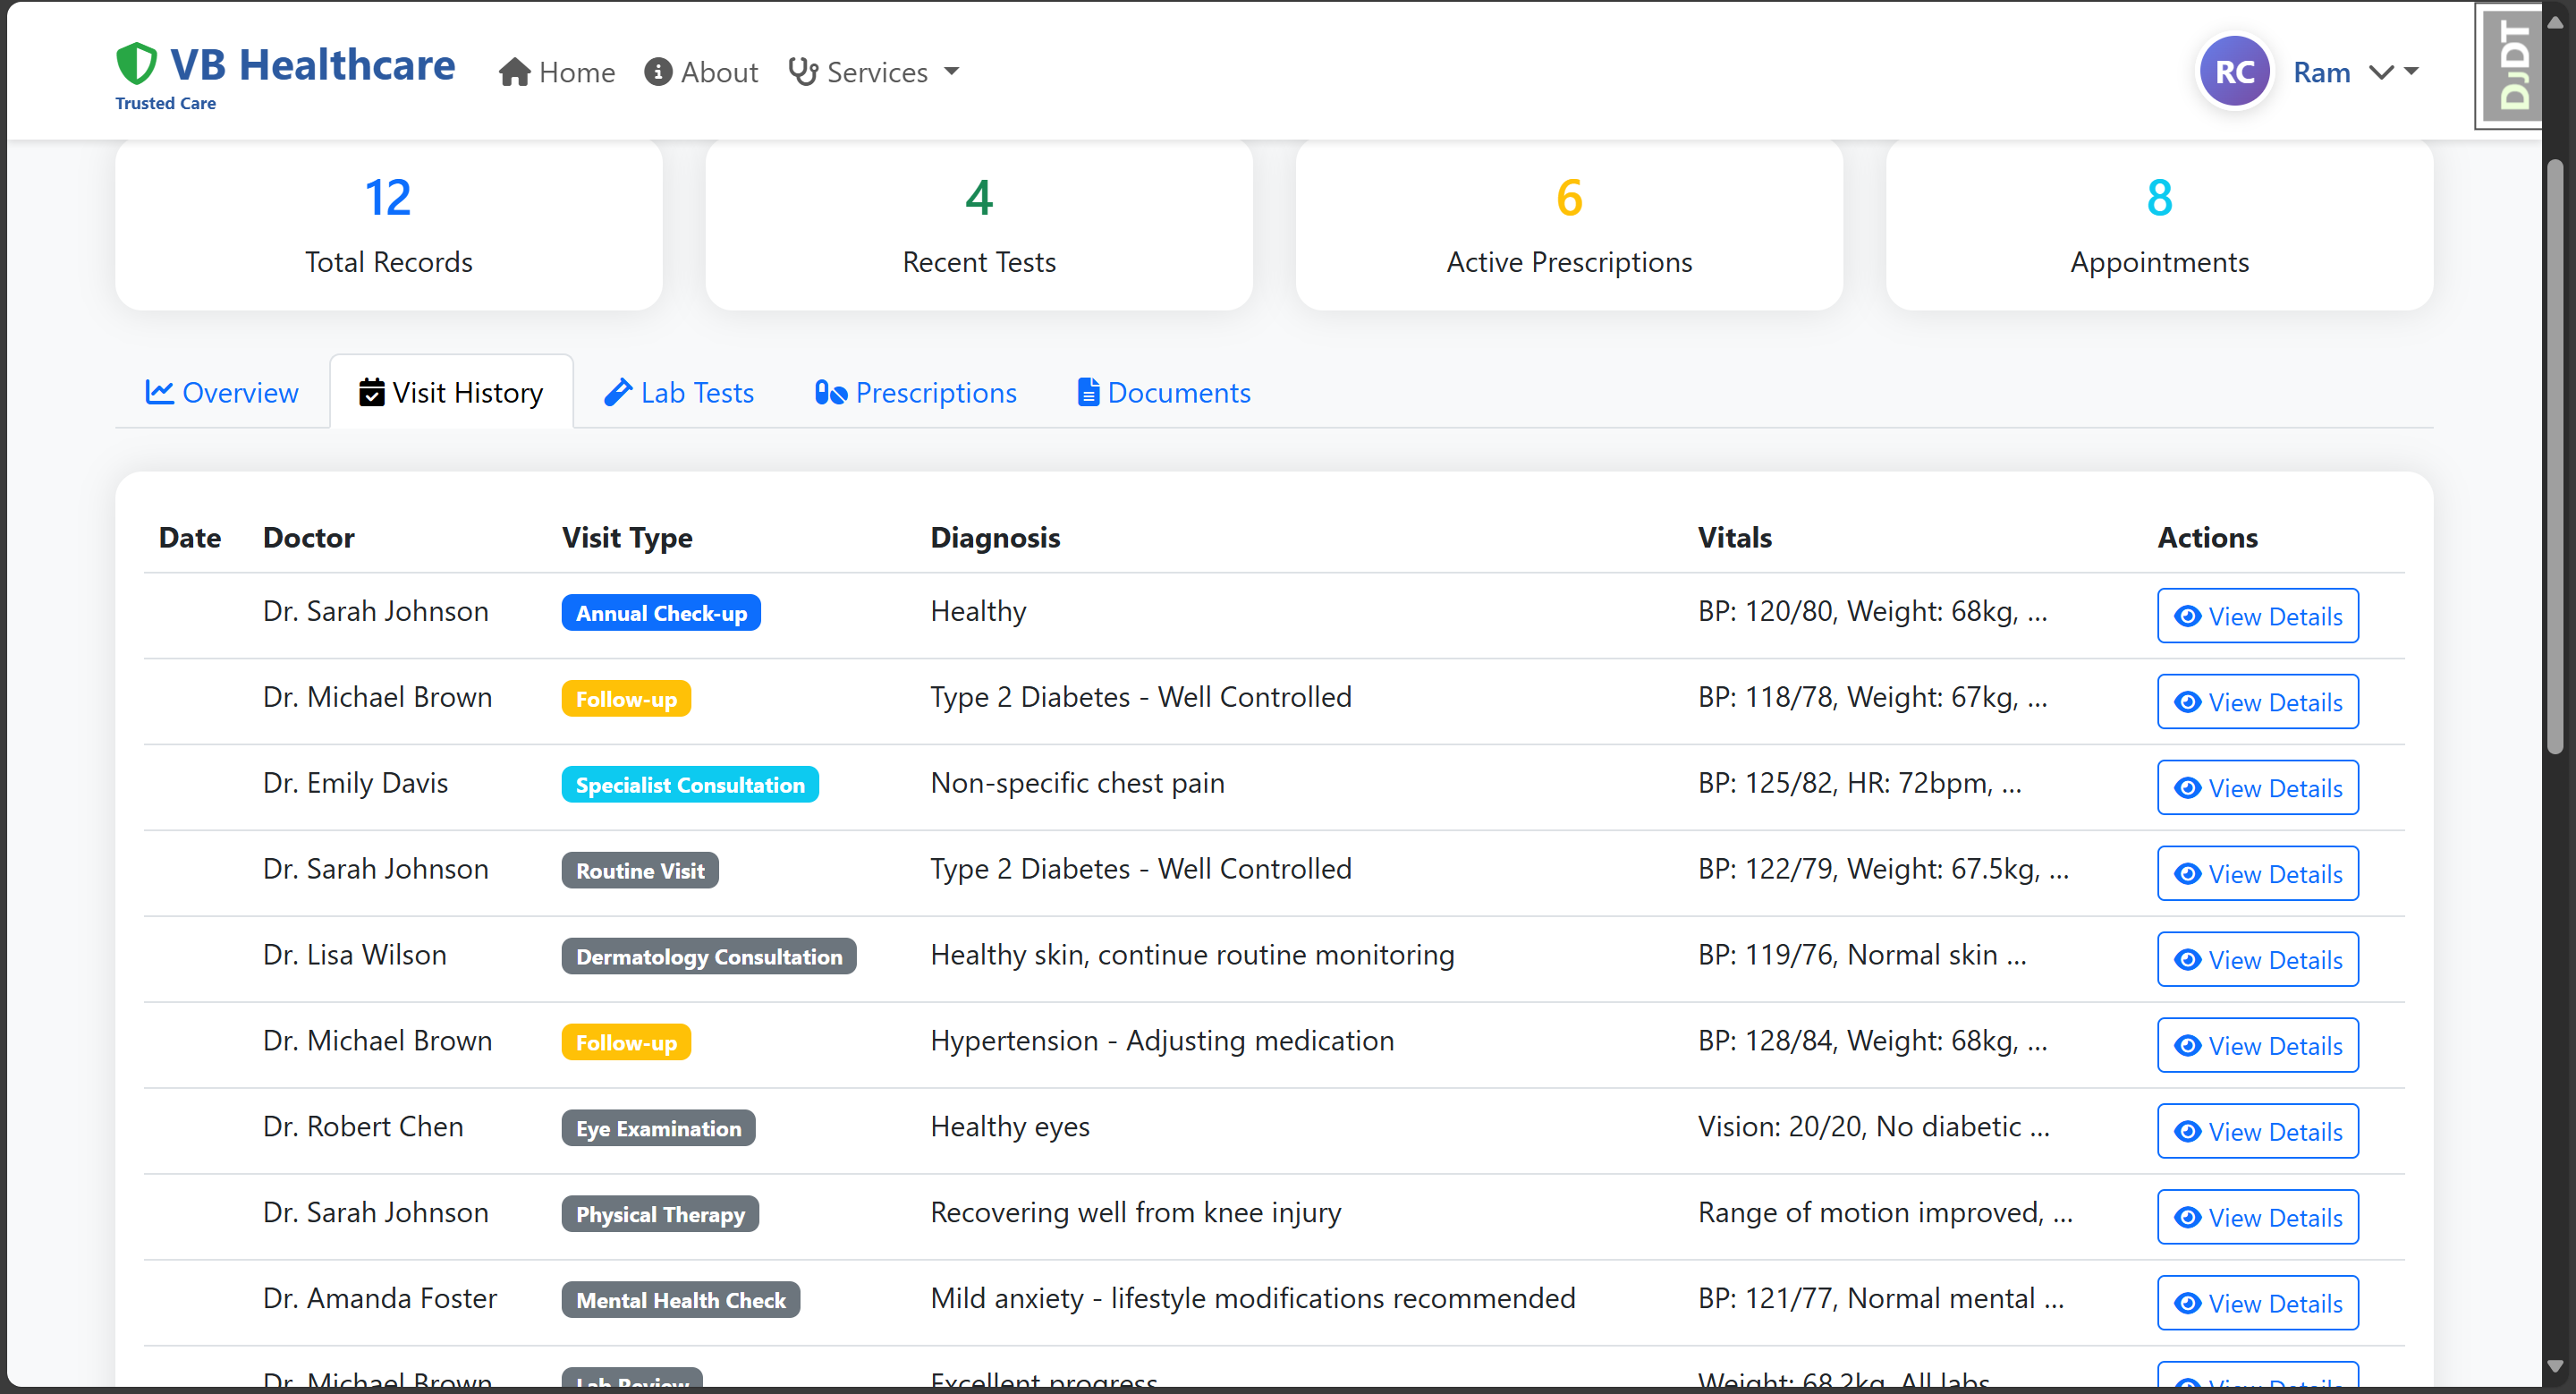 VB Healthcare
Trusted Care
Home About Services
RC Ram
DJDT
12 4 6 8
Total Records Recent Tests Active Prescriptions Appointments
Overview Visit History Lab Tests Prescriptions Documents
Date Doctor Visit Type Diagnosis Vitals Actions
Dr. Sarah Johnson Annual Check-up Healthy BP: 120/80, Weight: 68kg, ... View Details
Dr. Michael Brown Follow-up Type 2 Diabetes - Well Controlled BP: 118/78, Weight: 67kg, ... View Details
Dr. Emily Davis Specialist Consultation Non-specific chest pain BP: 125/82, HR: 72bpm, ... View Details
Dr. Sarah Johnson Routine Visit Type 2 Diabetes - Well Controlled BP: 122/79, Weight: 67.5kg, ... View Details
Dr. Lisa Wilson Dermatology Consultation Healthy skin, continue routine monitoring BP: 119/76, Normal skin ... View Details
Dr. Michael Brown Follow-up Hypertension - Adjusting medication BP: 128/84, Weight: 68kg, ... View Details
Dr. Robert Chen Eye Examination Healthy eyes Vision: 20/20, No diabetic ... View Details
Dr. Sarah Johnson Physical Therapy Recovering well from knee injury Range of motion improved, ... View Details
Dr. Amanda Foster Mental Health Check Mild anxiety - lifestyle modifications recommended BP: 121/77, Normal mental ... View Details
Dr. Michael Brown Lab Review Excellent progress Weight: 68.2kg, All labs View Details